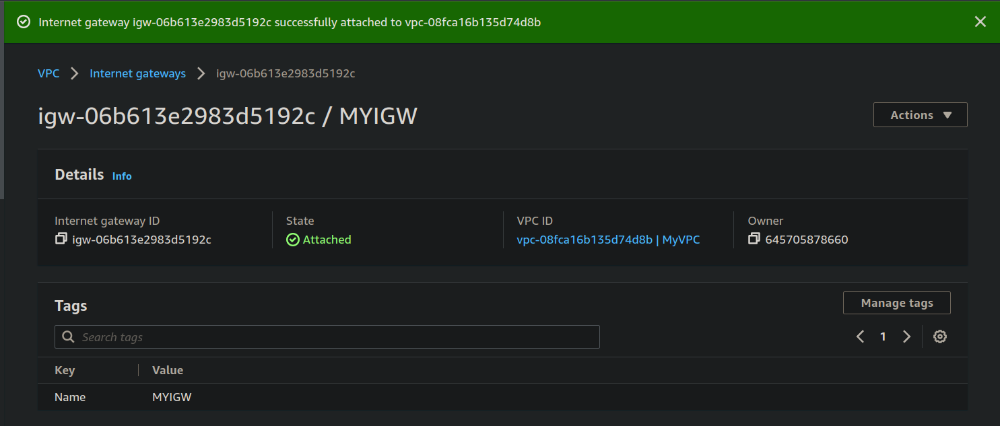 Internet gateway igw-06b613e2983d5192c successfully attached to vpc-08fca16b135d74d8b
VPC Internet gateways igw-06b613e2983d5192c
igw-06b613e2983d5192c / MYIGW
Actions
Details Info
Internet gateway ID State VPC ID Owner
igw-06b613e2983d5192c Attached vpc-08fca16b135d74d8b | MyVPC 645705878660
Tags
Manage tags
Search tags
1
Key Value
Name MYIGW